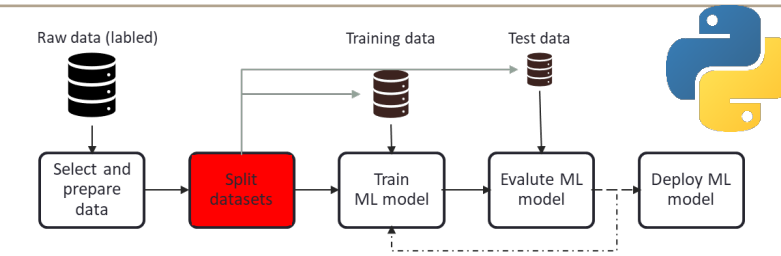 Raw data (labled)
Training data
Test data
Select and
prepare
data
Split
datasets
Train
ML model
Evalute ML
model
Deploy ML
model